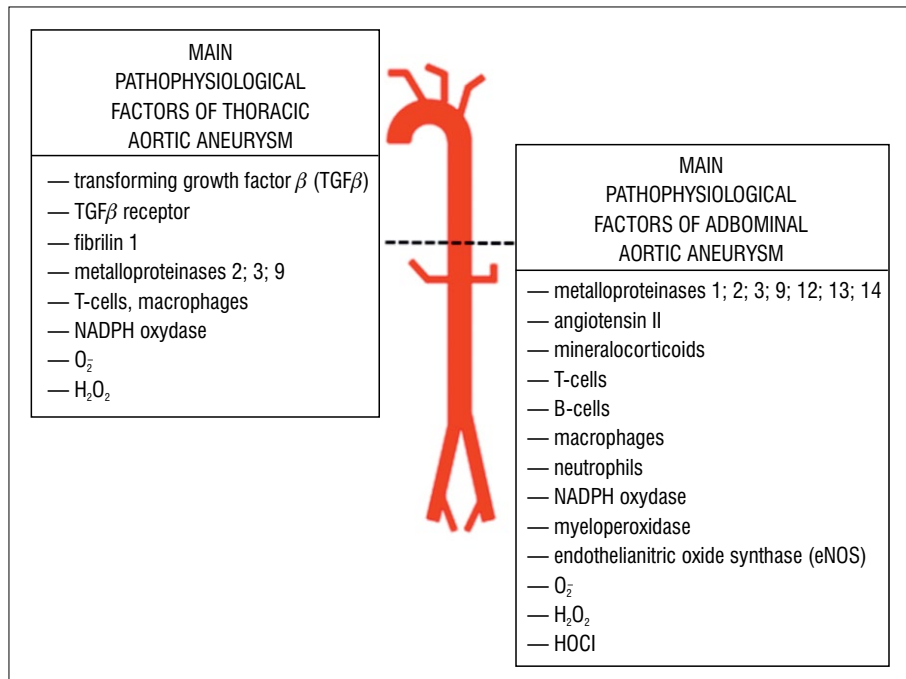 MAIN
PATHOPHYSIOLOGICAL
FACTORS OF THORACIC
AORTIC ANEURYSM
— transforming growth factor β (TGFβ)
— TGFβ receptor
— fibrilin 1
— metalloproteinases 2; 3; 9
— T-cells, macrophages
— NADPH oxydase
— O₂̄
— H₂O₂
MAIN
PATHOPHYSIOLOGICAL
FACTORS OF ADBOMINAL
AORTIC ANEURYSM
— metalloproteinases 1; 2; 3; 9; 12; 13; 14
— angiotensin II
— mineralocorticoids
— T-cells
— B-cells
— macrophages
— neutrophils
— NADPH oxydase
— myeloperoxidase
— endothelianitric oxide synthase (eNOS)
— O₂̄
— H₂O₂
— HOCI